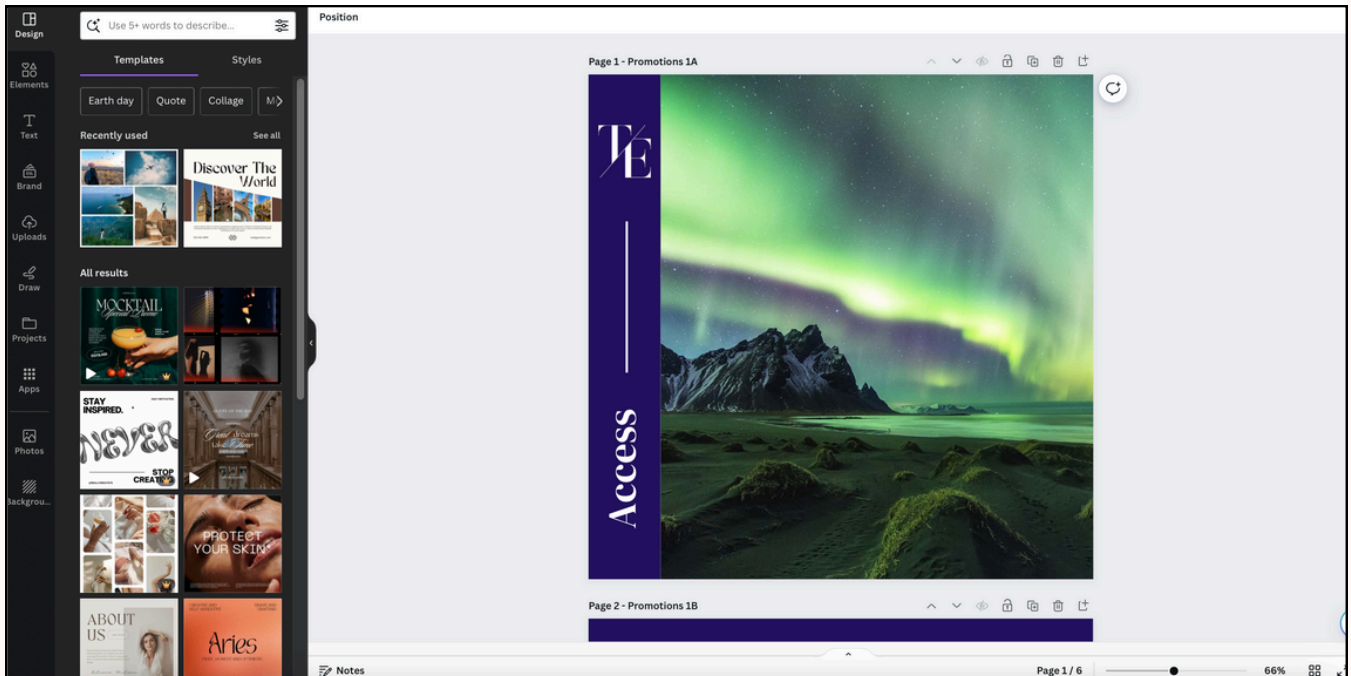 Design
Elements
Text
Brand
Uploads
Draw
Projects
Apps
Photos
Backgrou...
Use 5+ words to describe...
Templates
Styles
Earth day
Quote
Collage
Recently used
See all
Discover The
World
All results
MOCKTAIL
STAY
INSPIRED.
NEVER
STOP
PROTECT
YOUR SKIN
ABOUT
US
Aries
Position
Page 1 - Promotions 1A
T/E
Access
Page 2 - Promotions 1B
Notes
Page 1 / 6
66%